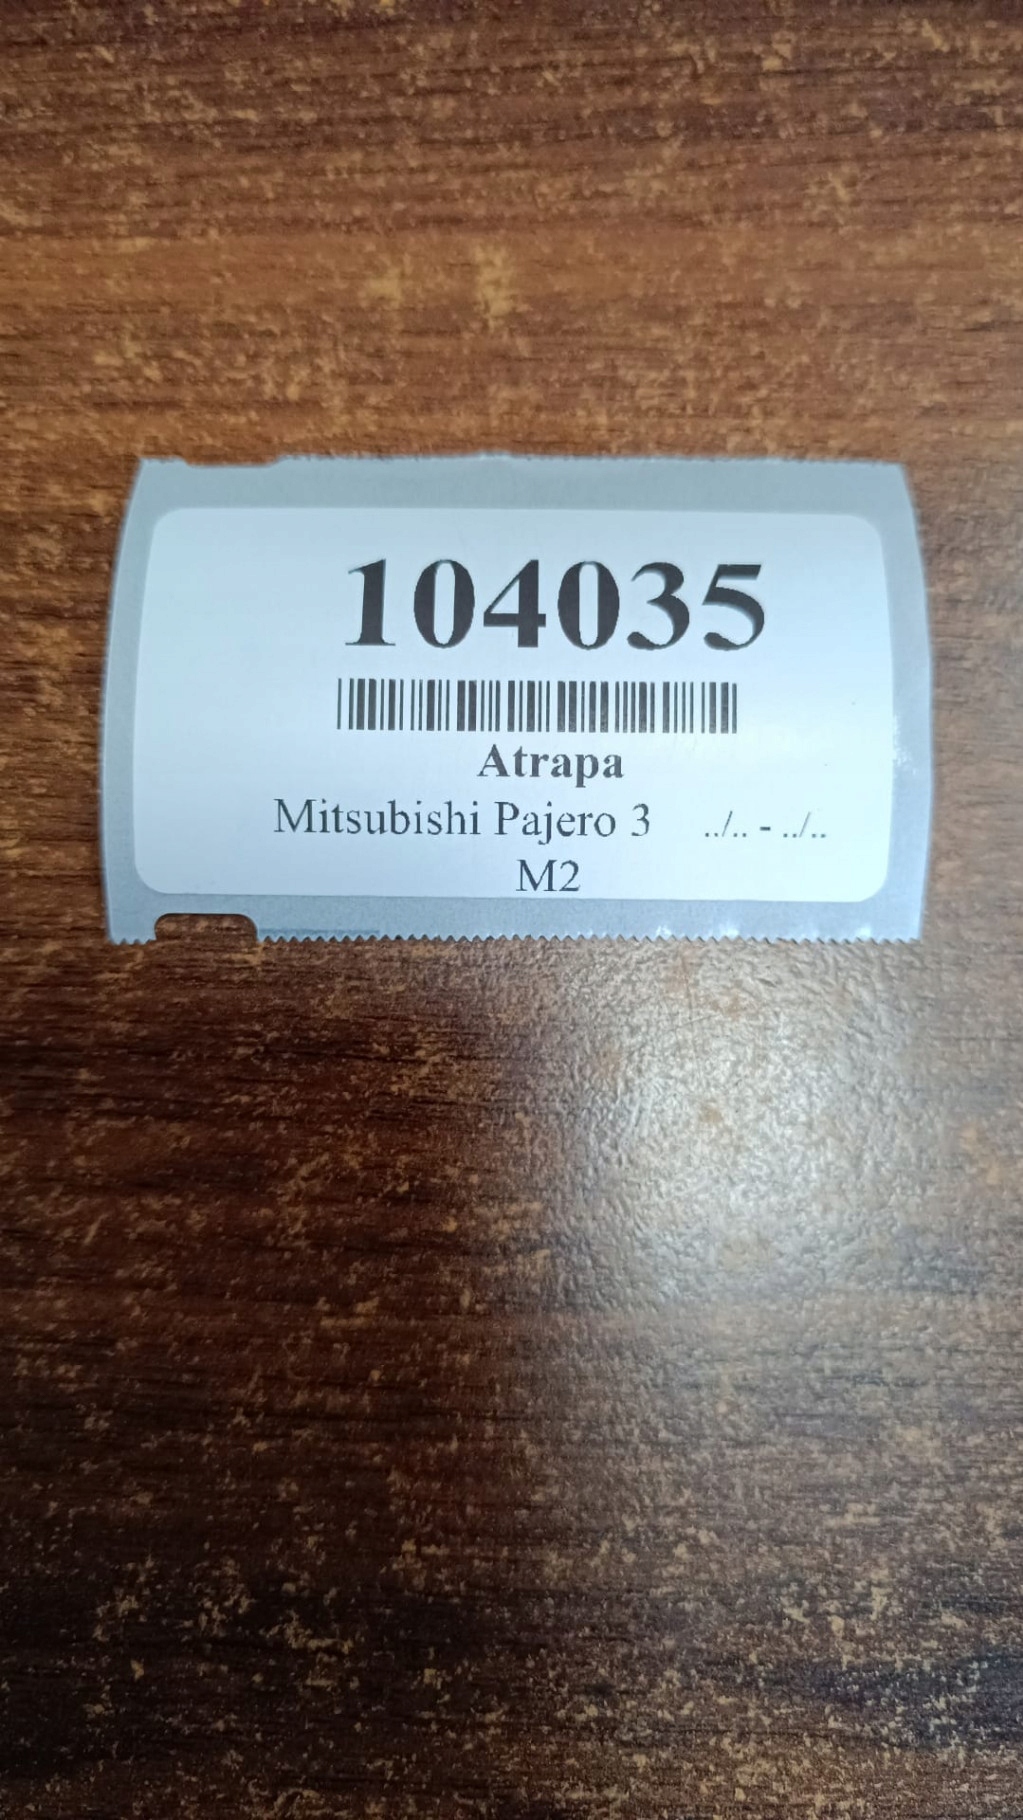 104035
Atrapa
Mitsubishi Pajero 3 ../.. - ../..
M2